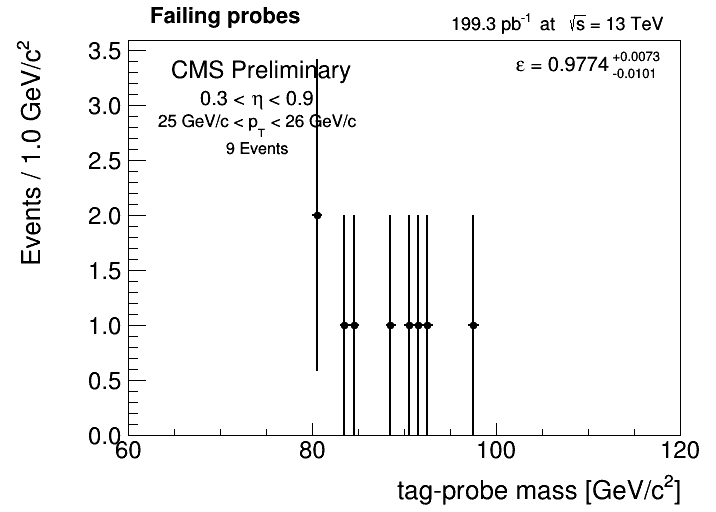 Failing probes
199.3 pb⁻¹ at √s = 13 TeV
Events / 1.0 GeV/c²
CMS Preliminary
0.3 < η < 0.9
25 GeV/c < p_T < 26 GeV/c
9 Events
ε = 0.9774 +0.0073 -0.0101
3.5
3.0
2.5
2.0
1.5
1.0
0.5
0.0
60 80 100 120
tag-probe mass [GeV/c²]